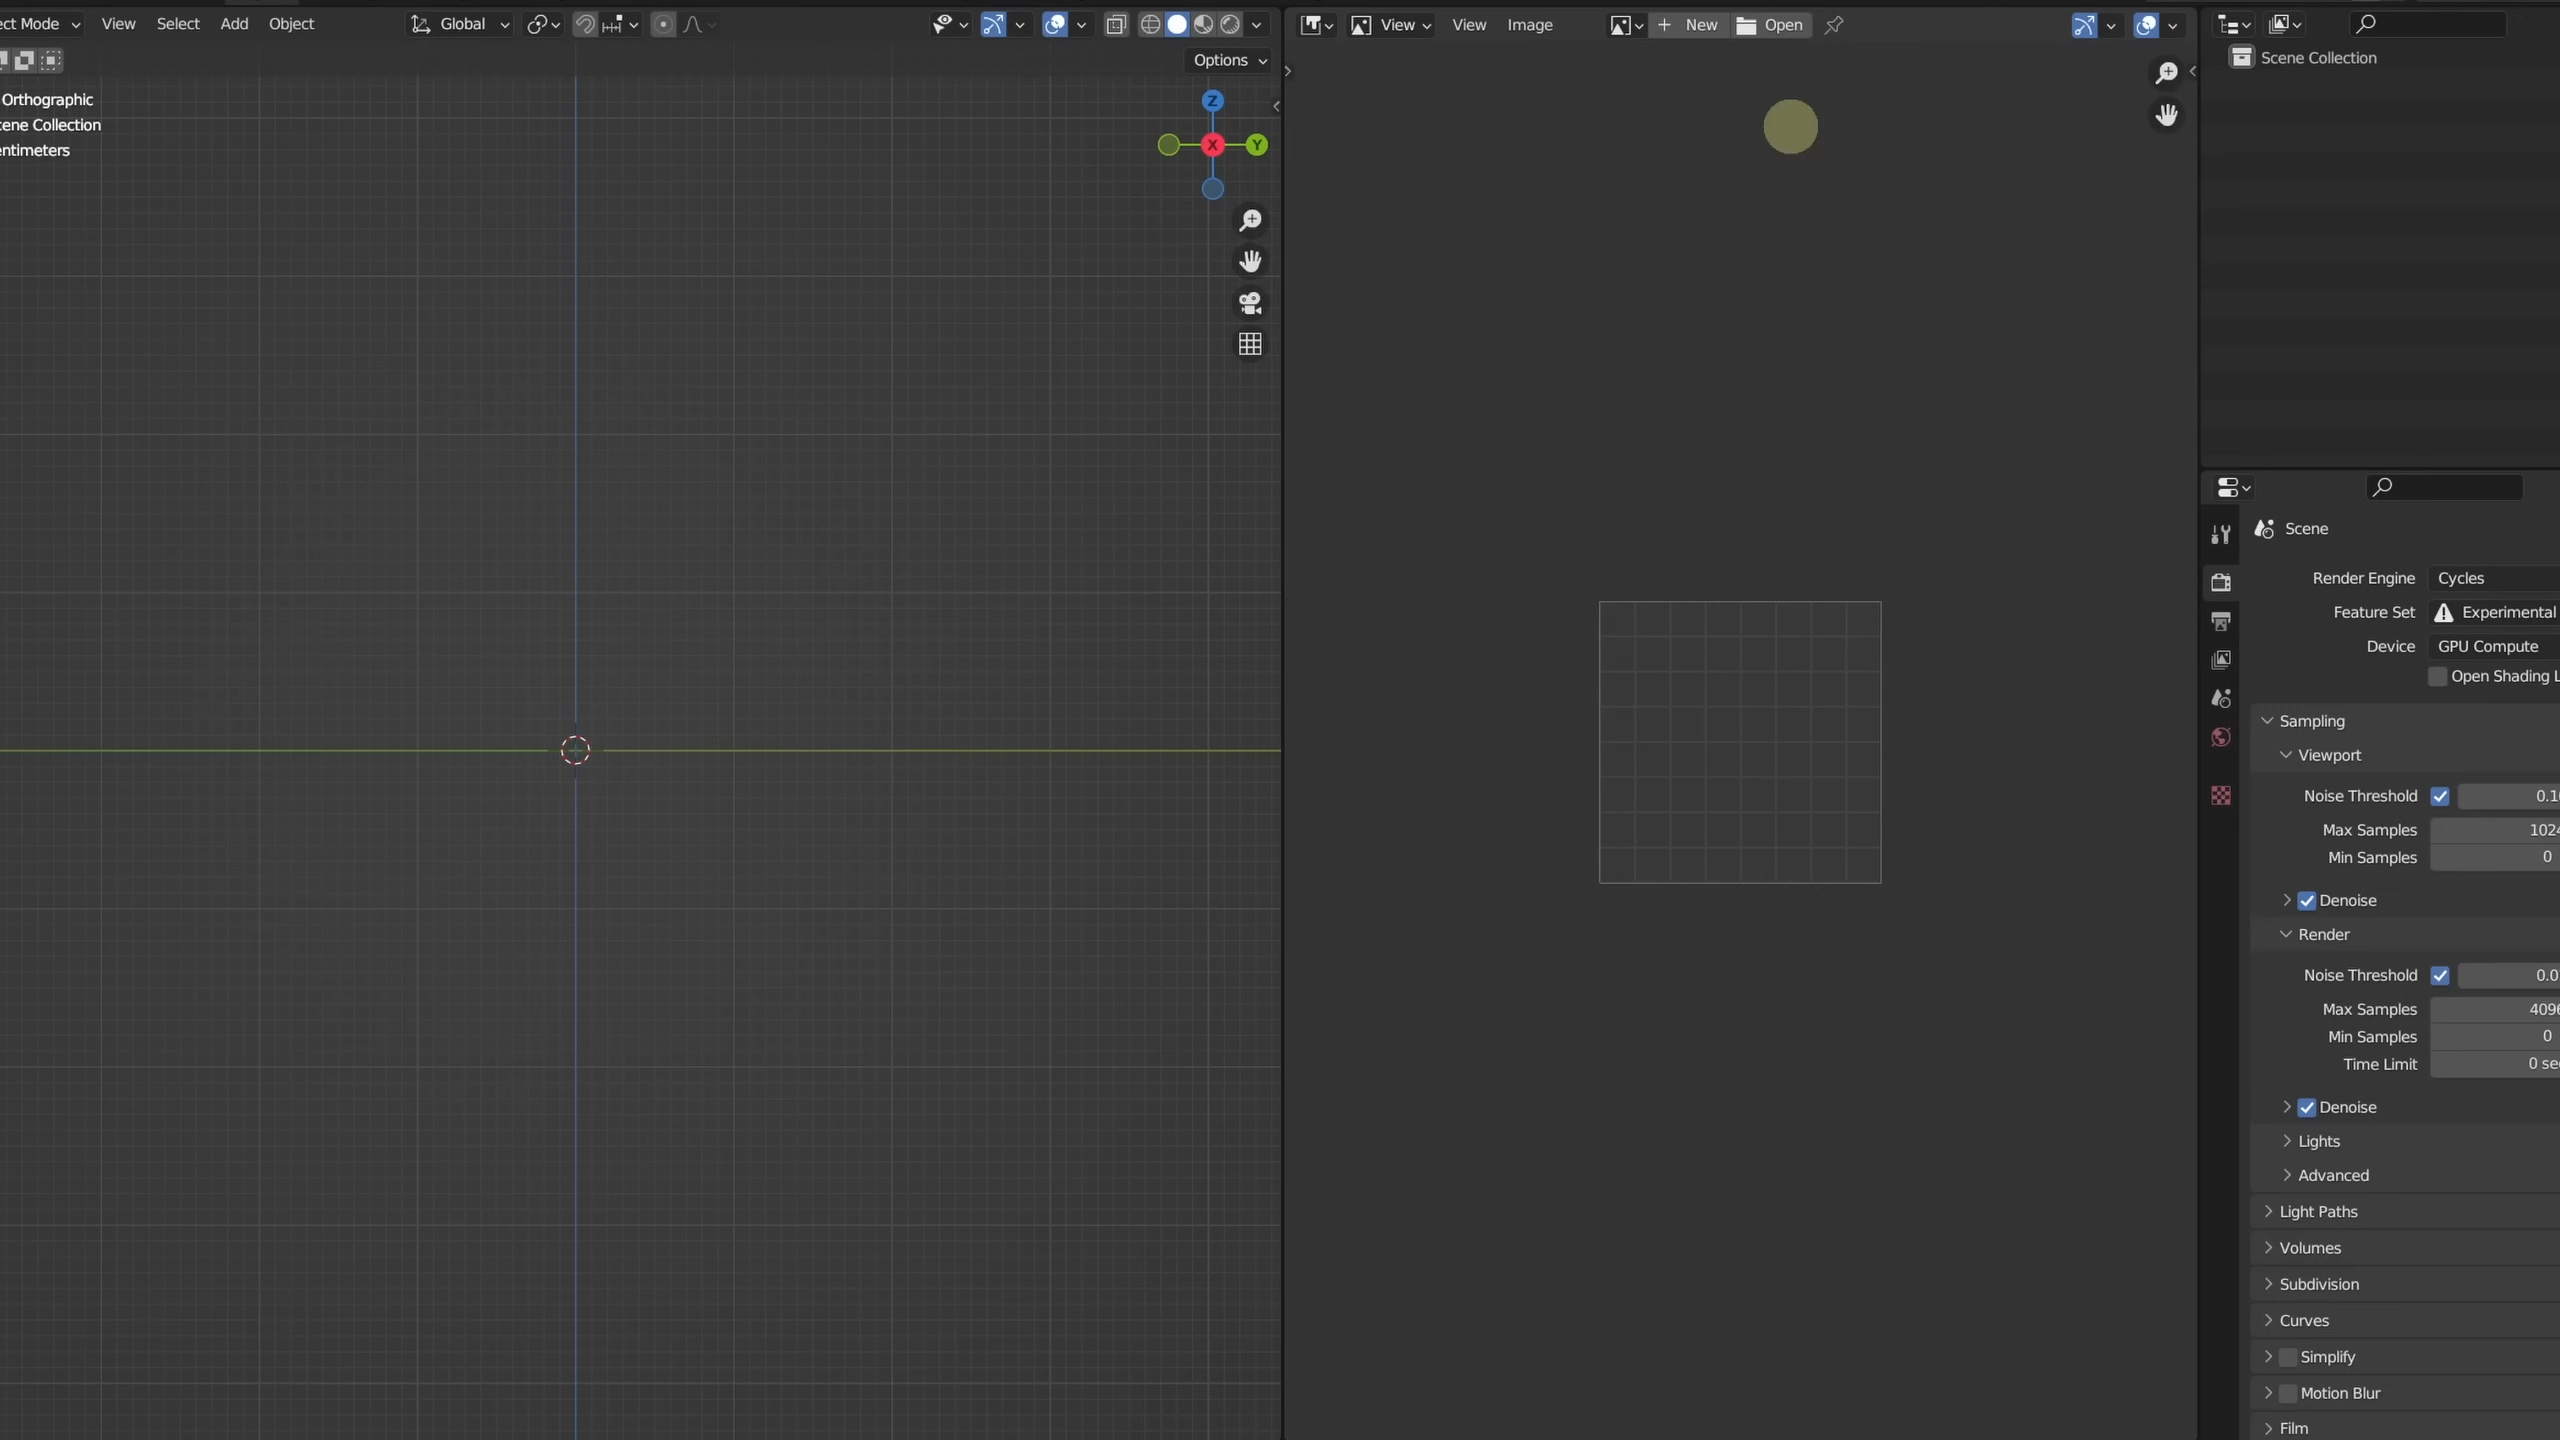 ct Mode View Select Add Object Global
Options
Orthographic
ene Collection
entimeters
Z
X
Y
View View Image New Open
Scene Collection
Scene
Render Engine Cycles
Feature Set Experimental
Device GPU Compute
Open Shading L
Sampling
Viewport
Noise Threshold 0.1
Max Samples 1024
Min Samples 0
Denoise
Render
Noise Threshold 0.0
Max Samples 4096
Min Samples 0
Time Limit 0 se
Denoise
Lights
Advanced
Light Paths
Volumes
Subdivision
Curves
Simplify
Motion Blur
Film